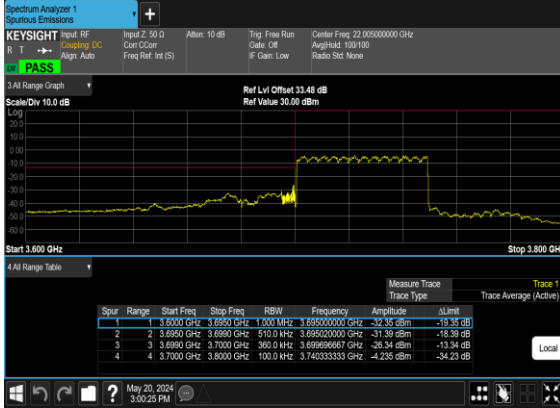 Spectrum Analyzer 1
Spurious Emissions
+
KEYSIGHT Input: RF Input Z: 50 Ω Atten: 10 dB Trig: Free Run Center Freq: 22.005000000 GHz
R T Coupling: DC Corr CCorr Gate: Off Avg|Hold: 100/100
Align: Auto Freq Ref: Int (S) IF Gain: Low Radio Std: None
PASS
3 All Range Graph
Ref Lvl Offset 33.48 dB
Scale/Div 10.0 dB Ref Value 30.00 dBm
Log
20.0
10.0
0.00
-10.0
-20.0
-30.0
-40.0
-50.0
-60.0
Start 3.600 GHz Stop 3.800 GH
4 All Range Table
Measure Trace Trace 1
Trace Type Trace Average (Active)
Spur Range Start Freq Stop Freq RBW Frequency Amplitude ΔLimit
1 1 3.6000 GHz 3.6950 GHz 1.000 MHz 3.695000000 GHz -32.35 dBm -19.35 dB
2 2 3.6950 GHz 3.6990 GHz 510.0 kHz 3.695020000 GHz -31.39 dBm -18.39 dB
3 3 3.6990 GHz 3.7000 GHz 360.0 kHz 3.699696667 GHz -26.34 dBm -13.34 dB
4 4 3.7000 GHz 3.8000 GHz 100.0 kHz 3.740333333 GHz -4.235 dBm -34.23 dB
Local
?
May 20, 2024
3:00:25 PM